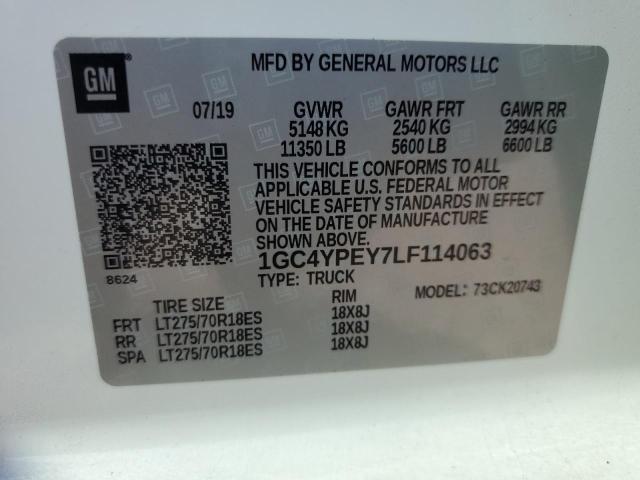 GM
MFD BY GENERAL MOTORS LLC
07/19 GVWR GAWR FRT GAWR RR
5148 KG 2540 KG 2994 KG
11350 LB 5600 LB 6600 LB
THIS VEHICLE CONFORMS TO ALL
APPLICABLE U.S. FEDERAL MOTOR
VEHICLE SAFETY STANDARDS IN EFFECT
ON THE DATE OF MANUFACTURE
SHOWN ABOVE. 1GC4YPEY7LF114063
8624 TYPE: TRUCK MODEL: 73CK20743
TIRE SIZE RIM
FRT LT275/70R18ES 18X8J
RR LT275/70R18ES 18X8J
SPA LT275/70R18ES 18X8J